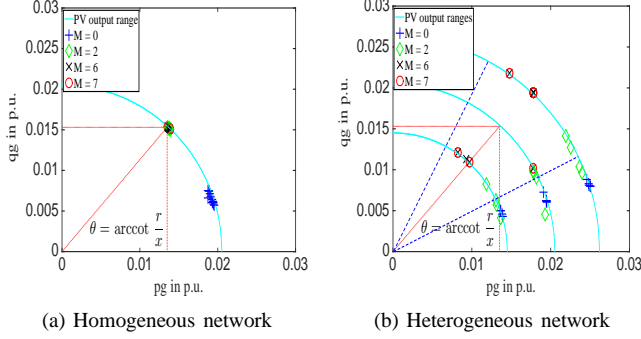 0.03
0.025
0.02
0.015
0.01
0.005
0
qg in p.u.
PV output range
M = 0
M = 2
M = 6
M = 7
θ = arccot r/x
0 0.01 0.02 0.03
pg in p.u.
(a) Homogeneous network
0.03
0.025
0.02
0.015
0.01
0.005
0
qg in p.u.
PV output ranges
M = 0
M = 2
M = 6
M = 7
θ = arccot r/x
0 0.01 0.02 0.03
pg in p.u.
(b) Heterogeneous network